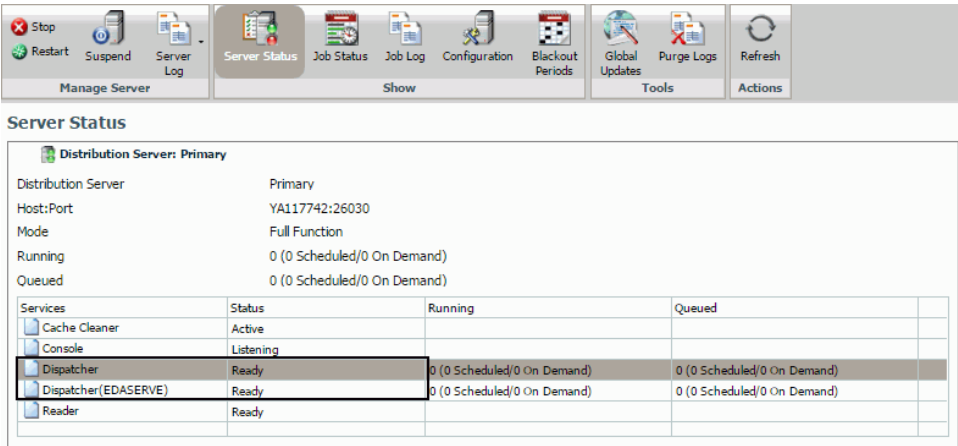 Stop
Restart
Suspend
Server Log
Manage Server
Server Status
Job Status
Job Log
Configuration
Blackout Periods
Show
Global Updates
Purge Logs
Tools
Refresh
Actions
Server Status
Distribution Server: Primary
Distribution Server Primary
Host:Port YA117742:26030
Mode Full Function
Running 0 (0 Scheduled/0 On Demand)
Queued 0 (0 Scheduled/0 On Demand)
Services Status Running Queued
Cache Cleaner Active
Console Listening
Dispatcher Ready 0 (0 Scheduled/0 On Demand) 0 (0 Scheduled/0 On Demand)
Dispatcher(EDASERVE) Ready 0 (0 Scheduled/0 On Demand) 0 (0 Scheduled/0 On Demand)
Reader Ready